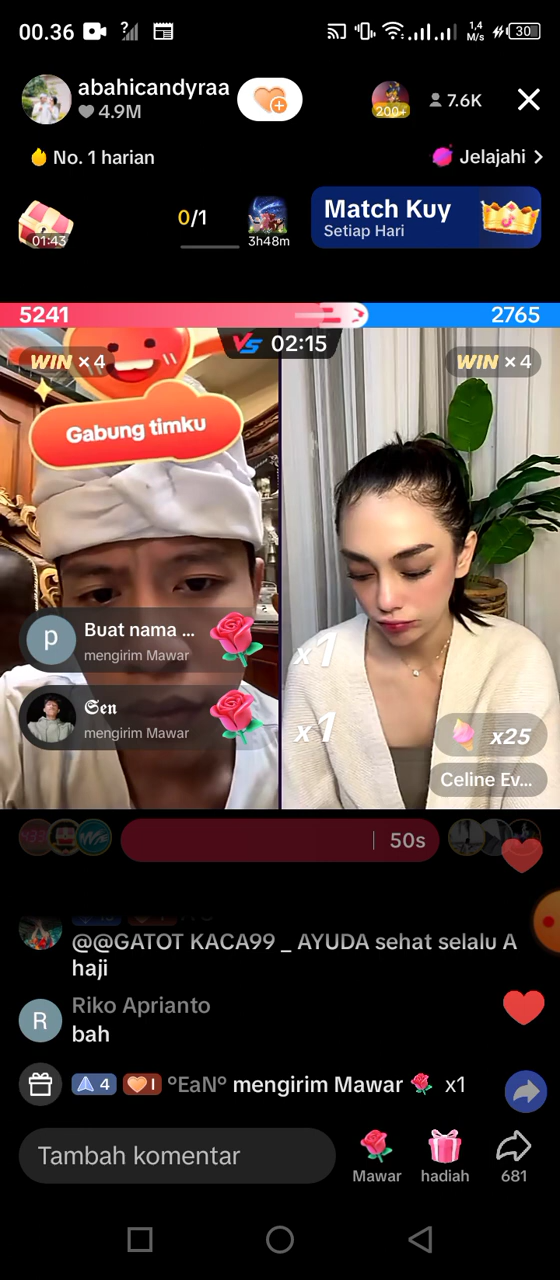 00.36
?
1,4
M/s
30
abahicandyraa
4.9M
200+
7.6K
No. 1 harian
Jelajahi
01:43
0/1
3h48m
Match Kuy
Setiap Hari
5241
2765
VS 02:15
WIN ×4
WIN ×4
Gabung timku
p
Buat nama ...
mengirim Mawar
x1
𝕾en
mengirim Mawar
x1
x25
Celine Ev...
50s
@@GATOT KACA99 _ AYUDA sehat selalu A
haji
R
Riko Aprianto
bah
4
I
°EaN° mengirim Mawar x1
Tambah komentar
Mawar
hadiah
681